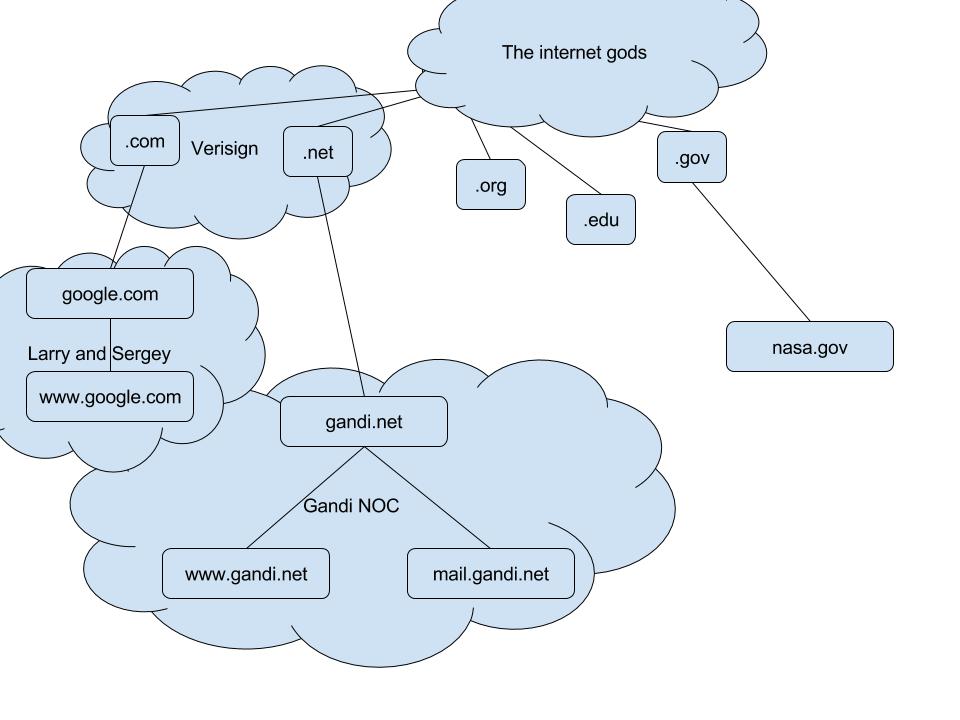 The internet gods
.com
Verisign
.net
.gov
.org
.edu
google.com
Larry and Sergey
www.google.com
nasa.gov
gandi.net
Gandi NOC
www.gandi.net
mail.gandi.net